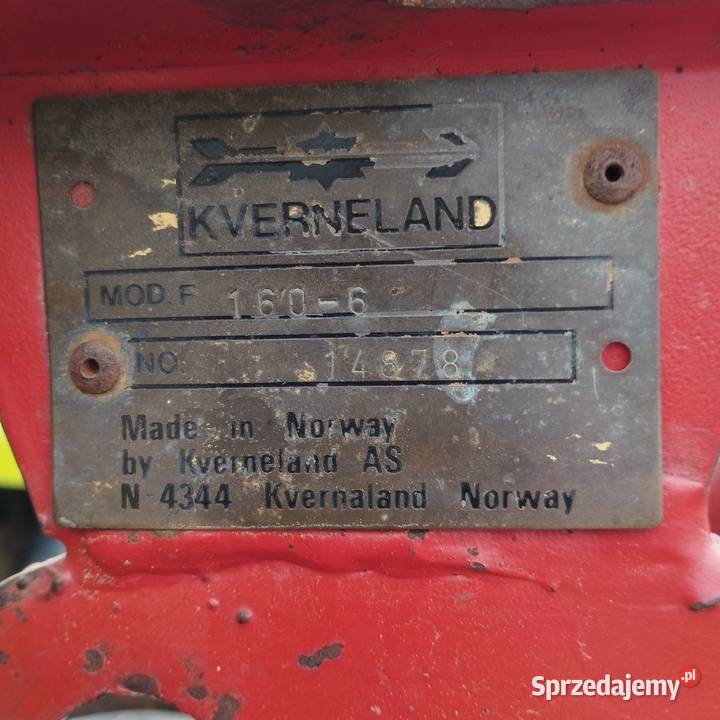 KVERNELAND
MOD. F 160-6
NO. 14878
Made in Norway
by Kverneland AS
N-4344 Kvernaland Norway
Sprzedajemy.pl